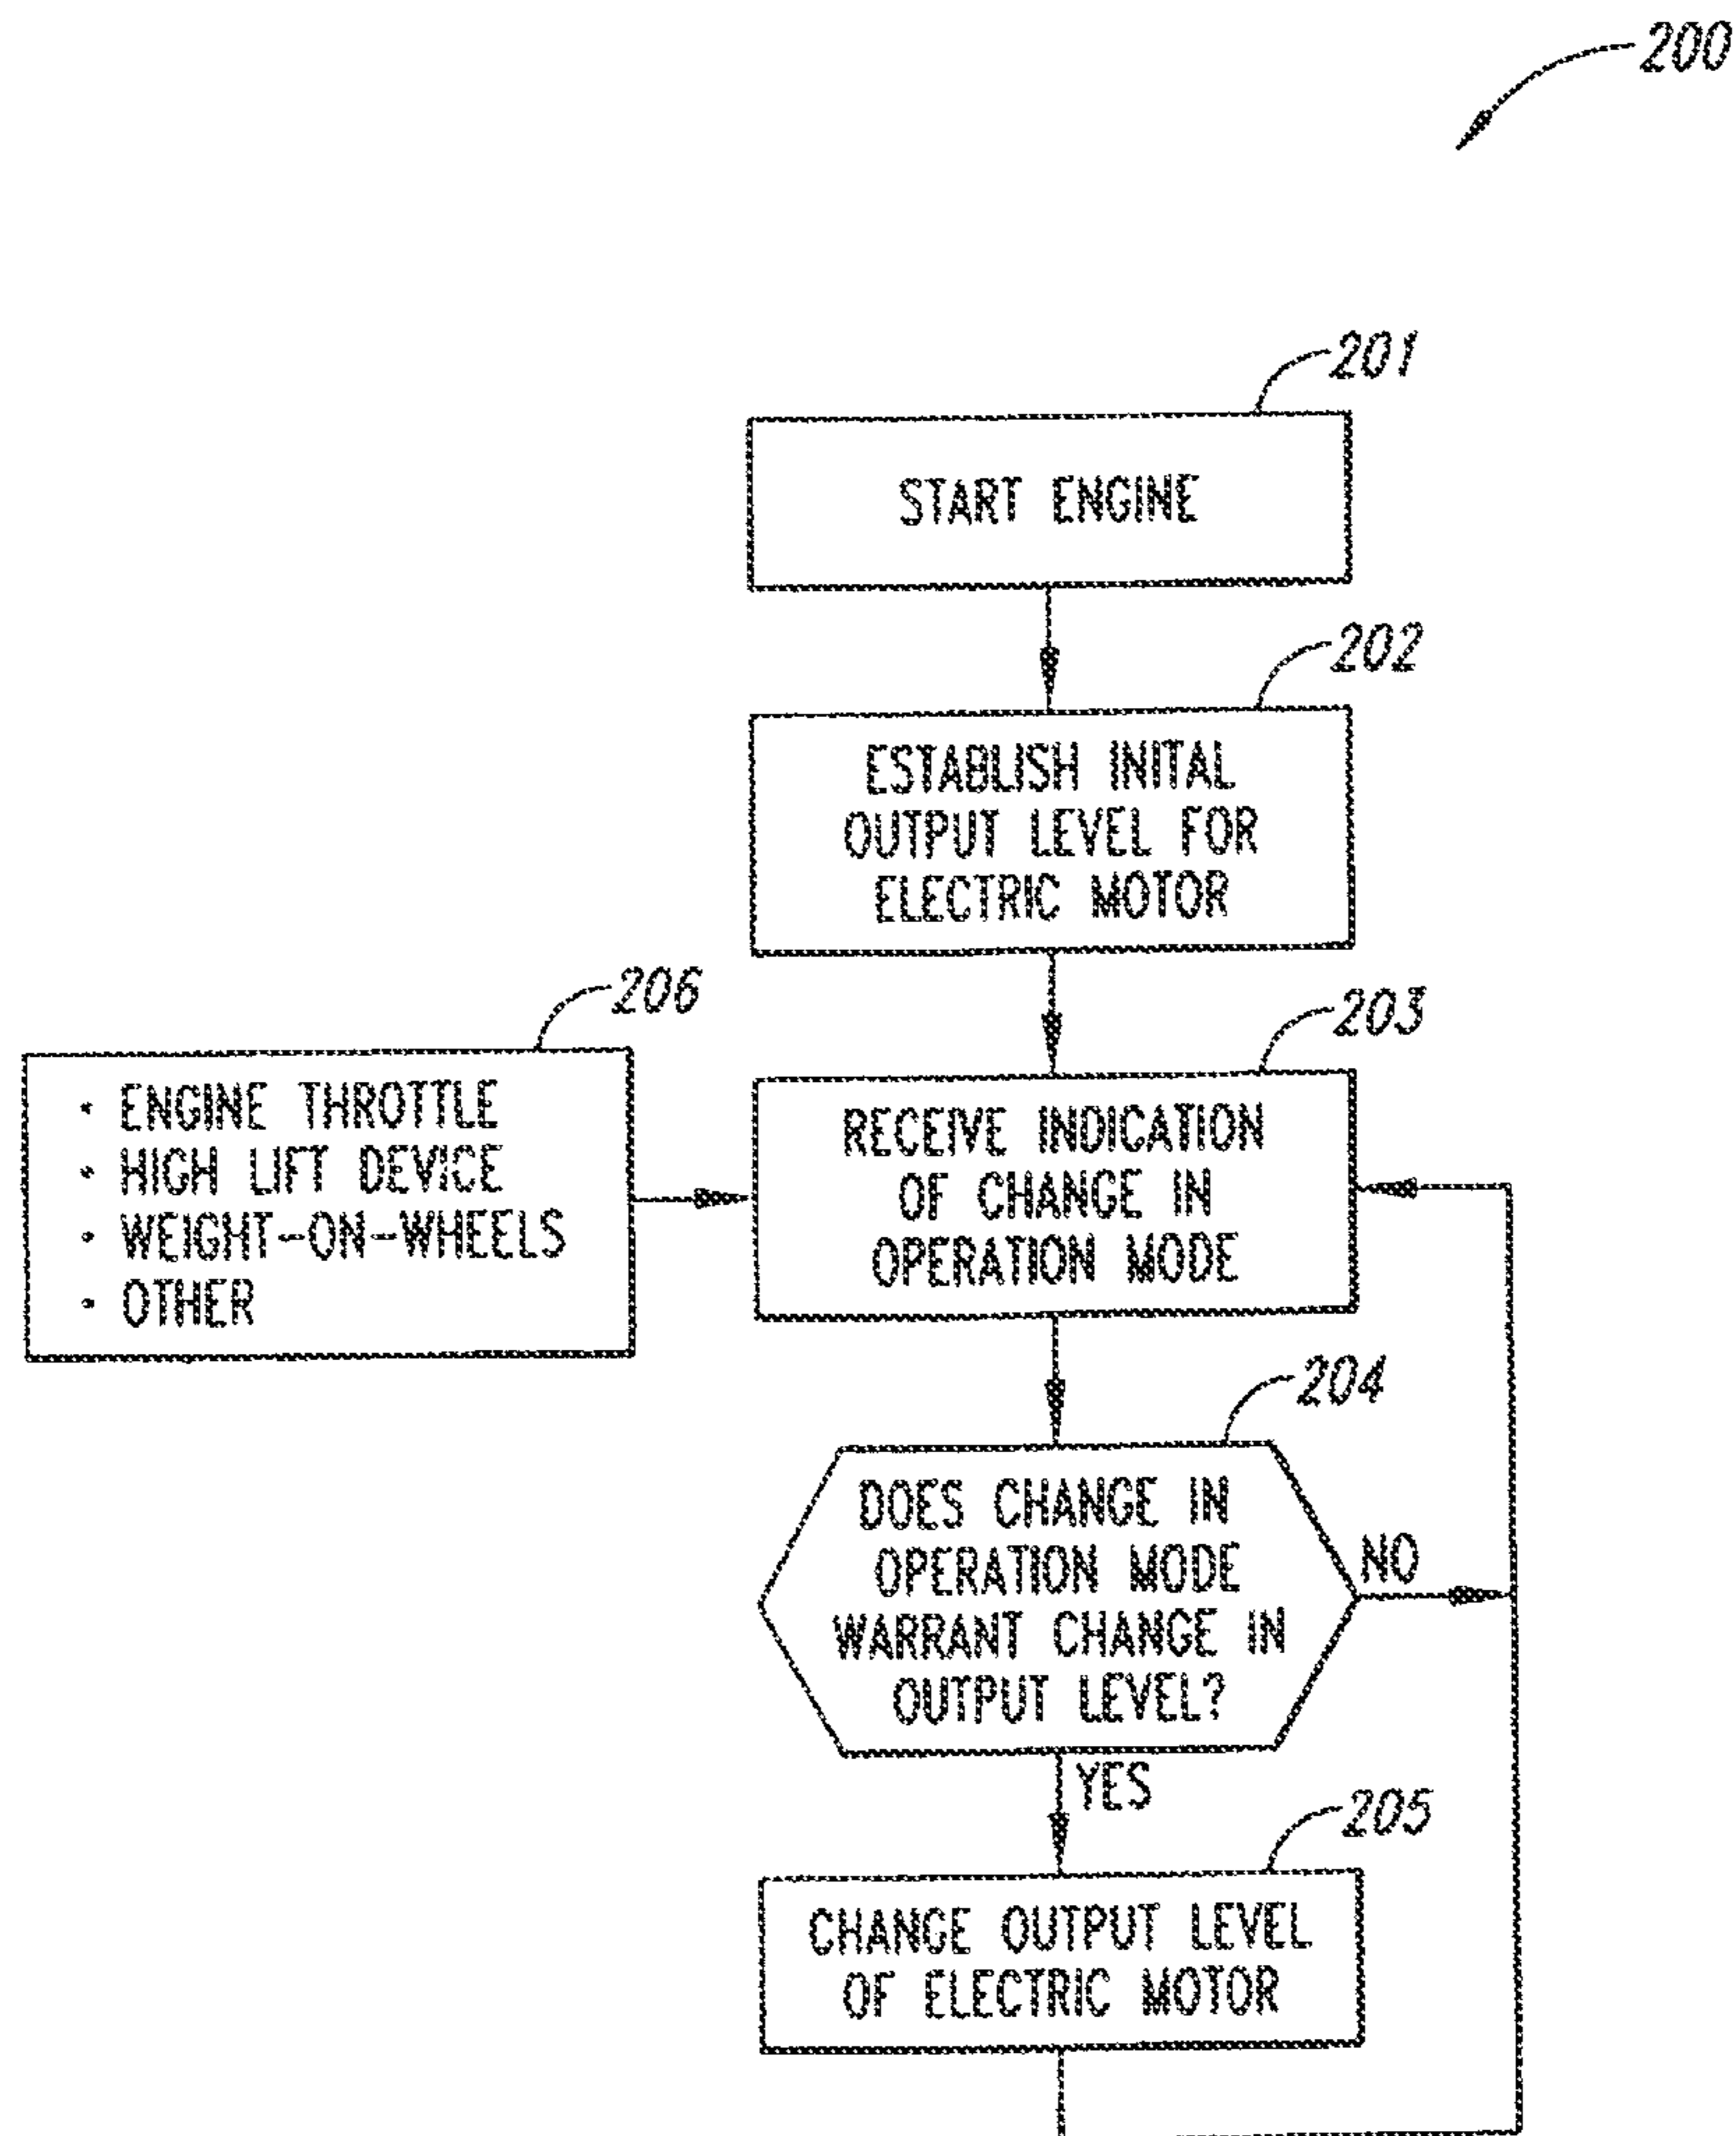 200
201
START ENGINE
202
ESTABLISH INITAL
OUTPUT LEVEL FOR
ELECTRIC MOTOR
206
• ENGINE THROTTLE
• HIGH LIFT DEVICE
• WEIGHT-ON-WHEELS
• OTHER
203
RECEIVE INDICATION
OF CHANGE IN
OPERATION MODE
204
DOES CHANGE IN
OPERATION MODE
WARRANT CHANGE IN
OUTPUT LEVEL?
NO
YES
205
CHANGE OUTPUT LEVEL
OF ELECTRIC MOTOR